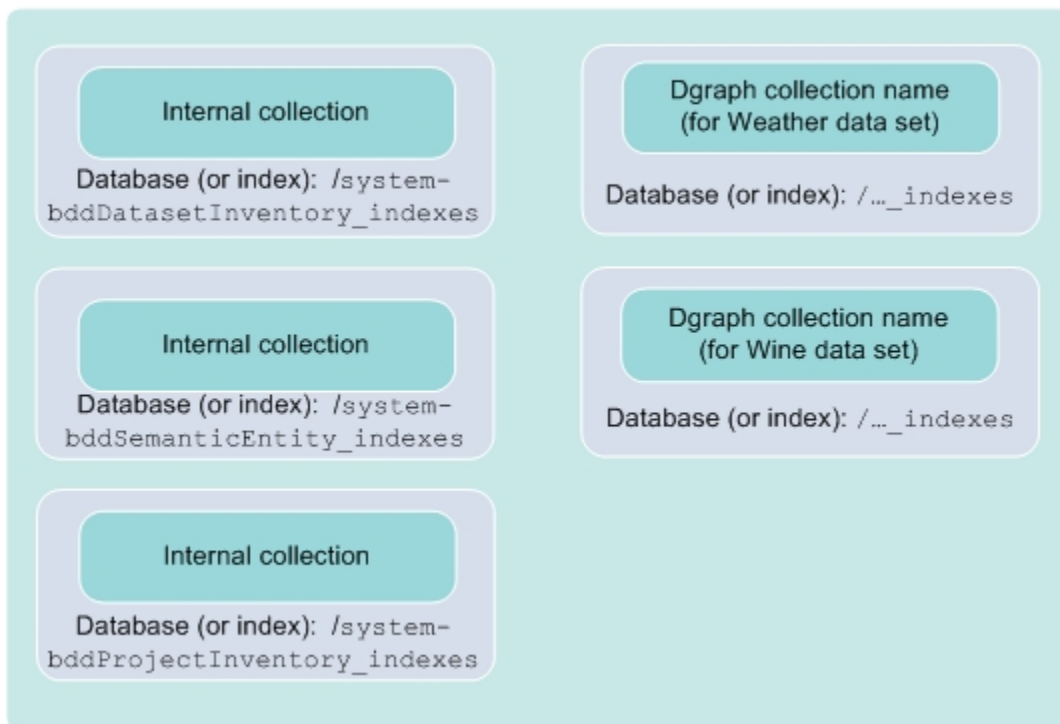 Internal collection
Database (or index): /system-
bddDatasetInventory_indexes
Dgraph collection name
(for Weather data set)
Database (or index): /…_indexes
Internal collection
Database (or index): /system-
bddSemanticEntity_indexes
Dgraph collection name
(for Wine data set)
Database (or index): /…_indexes
Internal collection
Database (or index): /system-
bddProjectInventory_indexes